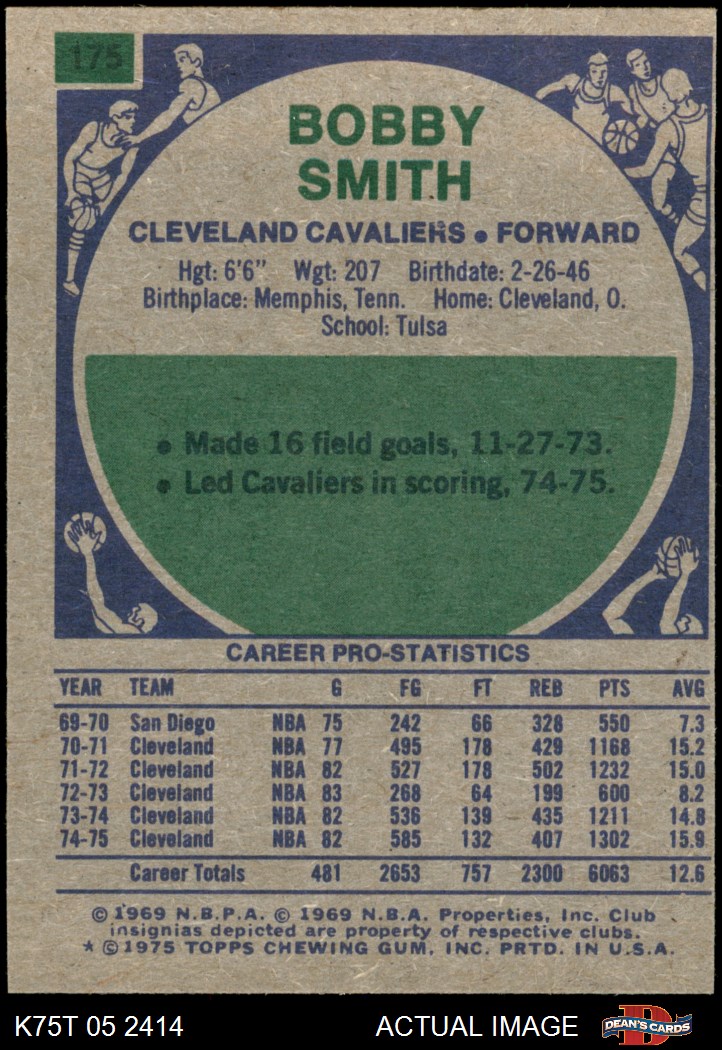 175
BOBBY
SMITH
CLEVELAND CAVALIERS • FORWARD
Hgt: 6'6" Wgt: 207 Birthdate: 2-26-46
Birthplace: Memphis, Tenn. Home: Cleveland, O.
School: Tulsa
• Made 16 field goals, 11-27-73.
• Led Cavaliers in scoring, 74-75.
CAREER PRO-STATISTICS
YEAR TEAM G FG FT REB PTS AVG
69-70 San Diego NBA 75 242 66 328 550 7.3
70-71 Cleveland NBA 77 495 178 429 1168 15.2
71-72 Cleveland NBA 82 527 178 502 1232 15.0
72-73 Cleveland NBA 83 268 64 199 600 8.2
73-74 Cleveland NBA 82 536 139 435 1211 14.8
74-75 Cleveland NBA 82 585 132 407 1302 15.9
Career Totals 481 2653 757 2300 6063 12.6
© 1969 N.B.P.A. © 1969 N.B.A. Properties, Inc. Club
insignias depicted are property of respective clubs.
* © 1975 TOPPS CHEWING GUM, INC. PRTD. IN U.S.A.
K75T 05 2414 ACTUAL IMAGE DEAN'S CARDS